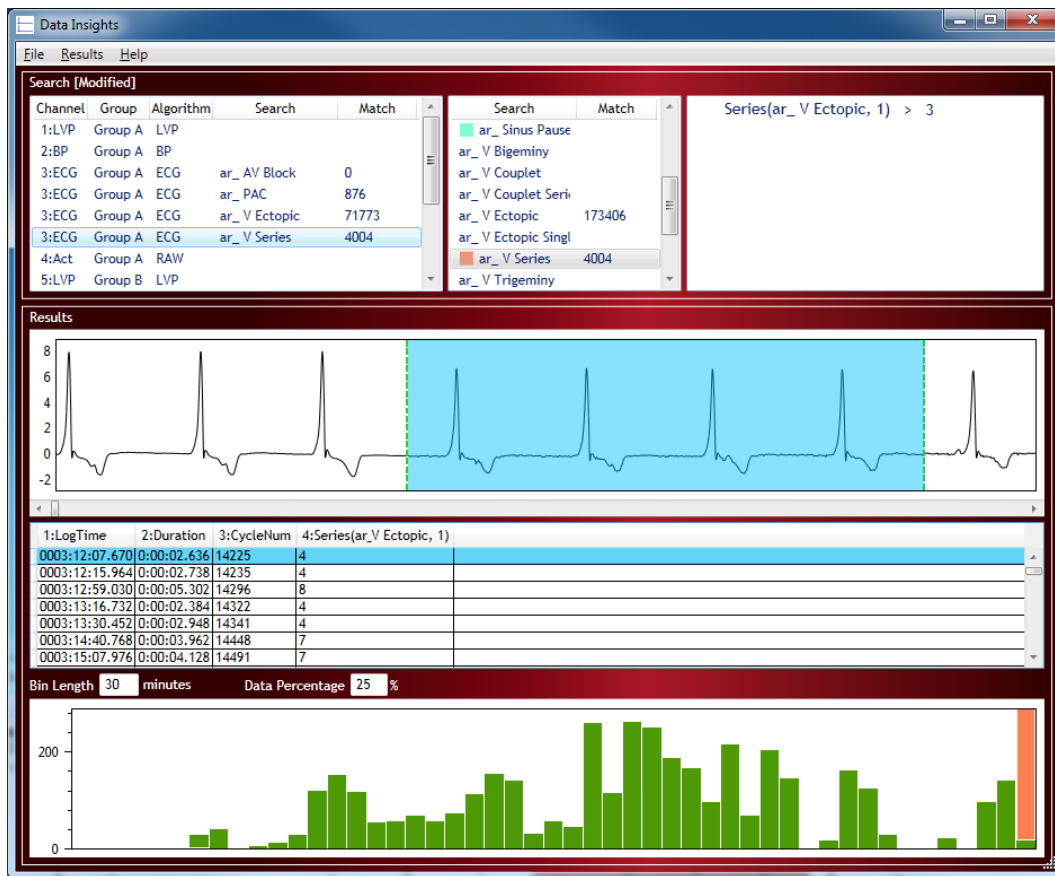 Data Insights
File Results Help
Search [Modified]
Channel Group Algorithm Search Match
1:LVP Group A LVP
2:BP Group A BP
3:ECG Group A ECG ar_ AV Block 0
3:ECG Group A ECG ar_ PAC 876
3:ECG Group A ECG ar_ V Ectopic 71773
3:ECG Group A ECG ar_ V Series 4004
4:Act Group A RAW
5:LVP Group B LVP
Search Match
ar_ Sinus Pause
ar_ V Bigeminy
ar_ V Couplet
ar_ V Couplet Seri
ar_ V Ectopic 173406
ar_ V Ectopic Singl
ar_ V Series 4004
ar_ V Trigeminy
Series(ar_ V Ectopic, 1) > 3
Results
8
6
4
2
0
-2
1:LogTime 2:Duration 3:CycleNum 4:Series(ar_V Ectopic, 1)
0003:12:07.670 0:00:02.636 14225 4
0003:12:15.964 0:00:02.738 14235 4
0003:12:59.030 0:00:05.302 14296 8
0003:13:16.732 0:00:02.384 14322 4
0003:13:30.452 0:00:02.948 14341 4
0003:14:40.768 0:00:03.962 14448 7
0003:15:07.976 0:00:04.128 14491 7
Bin Length 30 minutes Data Percentage 25 %
200
0